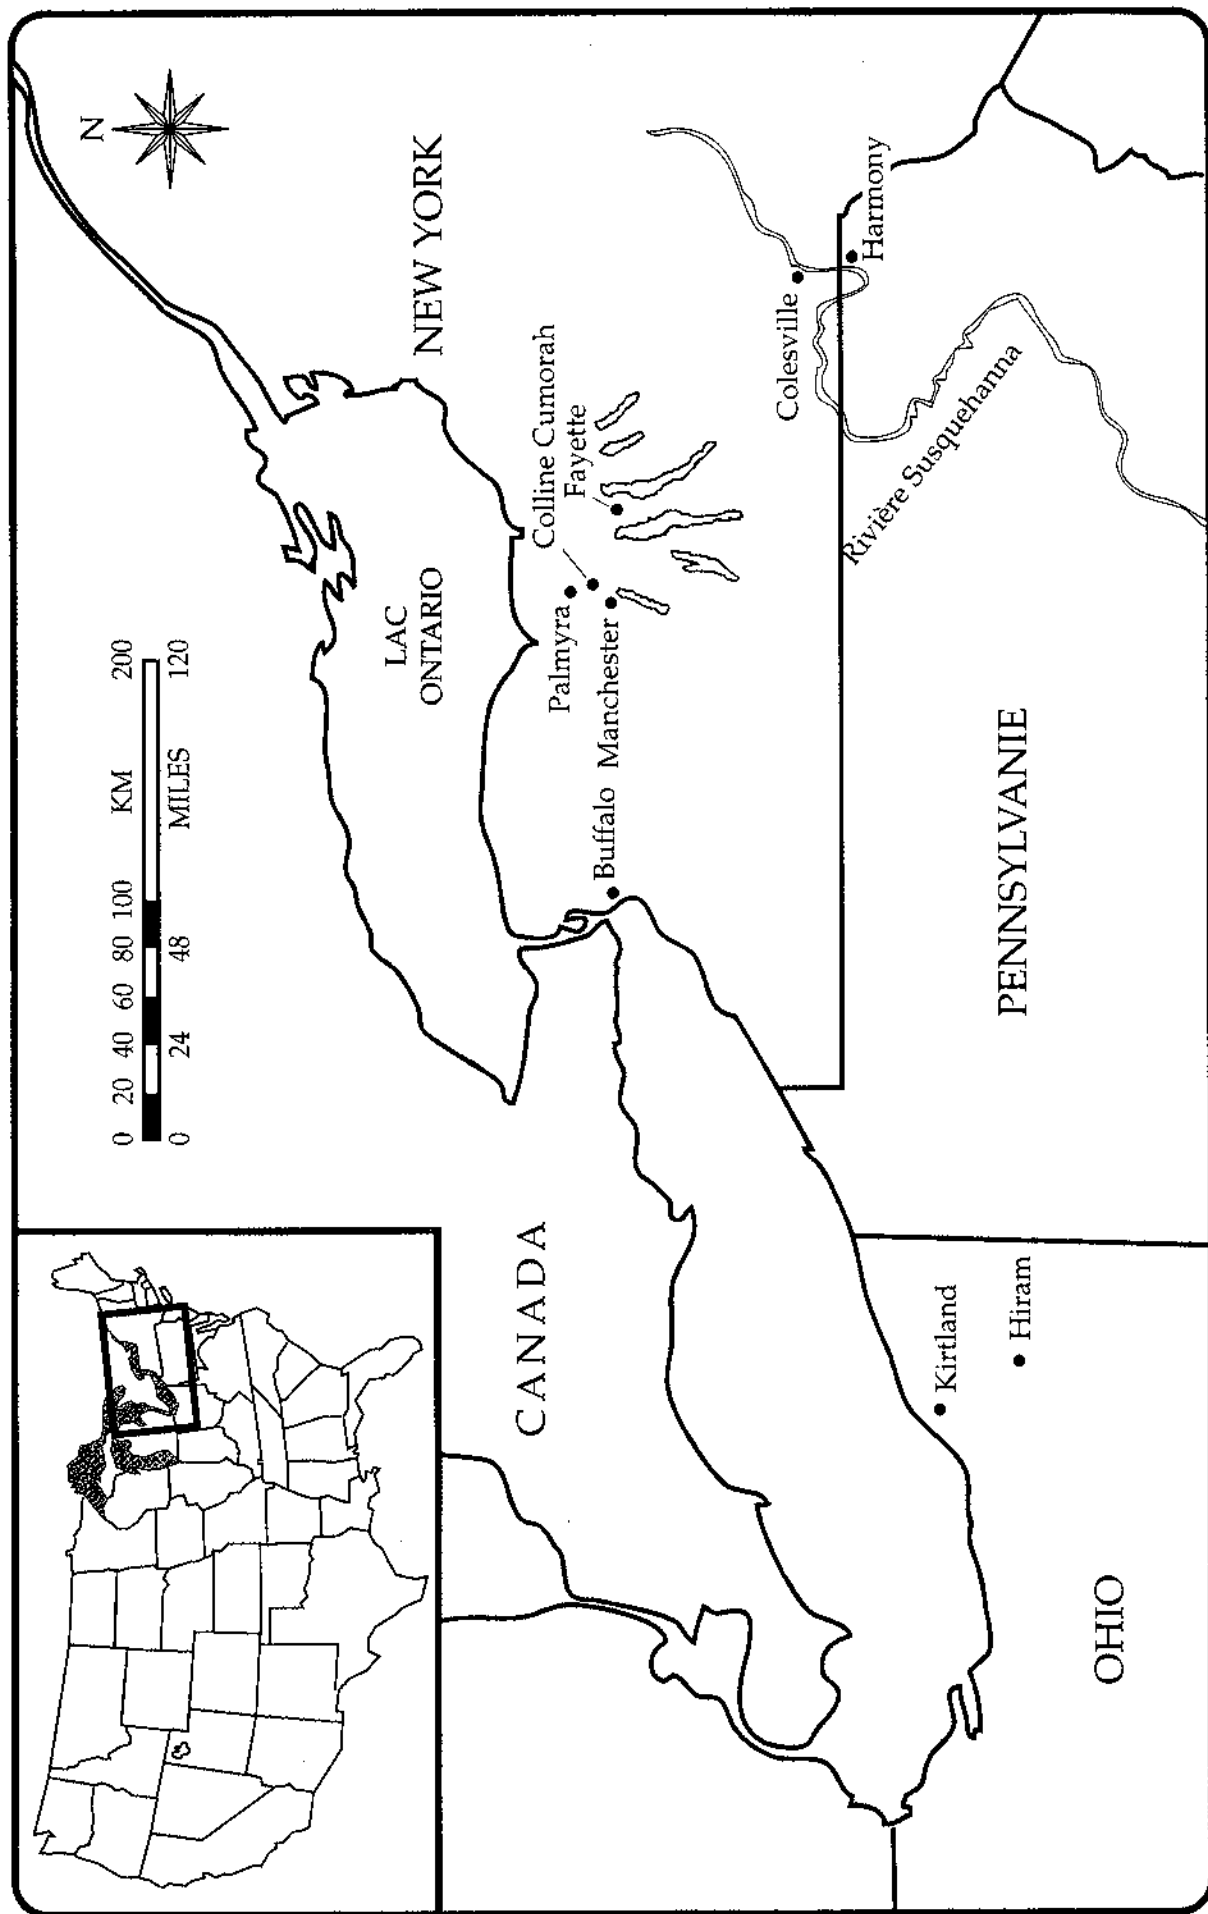 N
0 20 40 60 80 100 KM 200
0 24 48 MILES 120
NEW YORK
LAC
ONTARIO
CANADA
Colline Cumorah
Fayette
Palmyra
Manchester
Buffalo
Colesville
Harmony
Rivière Susquehanna
PENNSYLVANIE
Kirtland
Hiram
OHIO